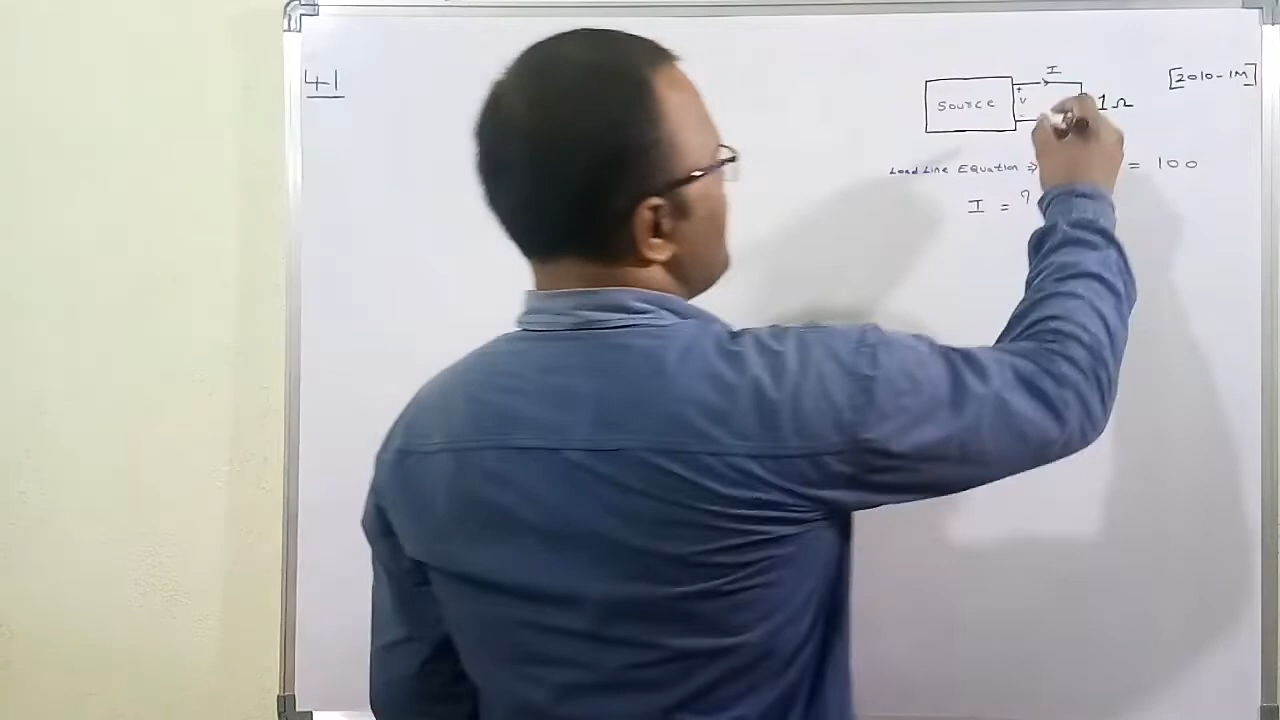 41
I
[2010-1M]
Source
+
V
-
1Ω
Load Line Equation ⇒ = 100
I = ?